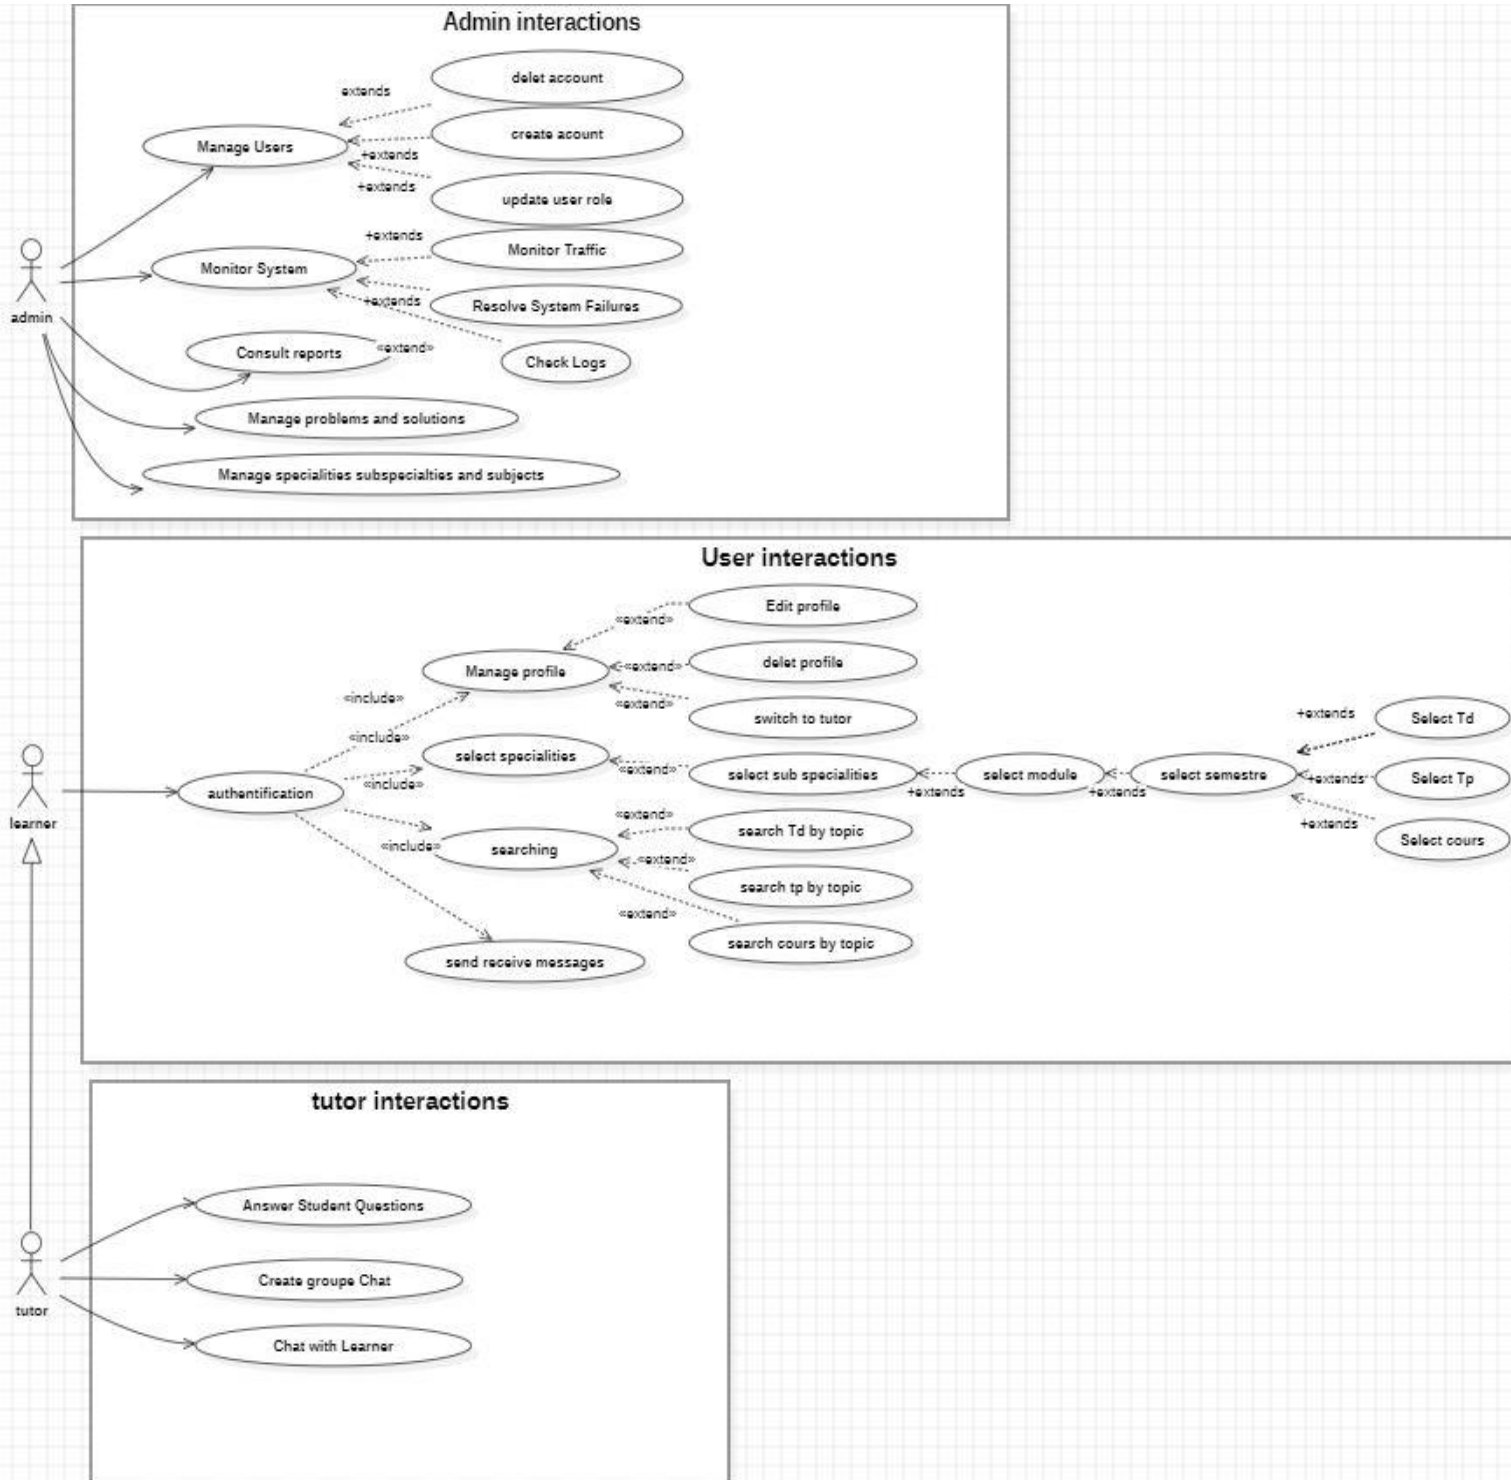 Admin interactions
delet account
extends
create acount
Manage Users
+extends
+extends
update user role
+extends
Monitor Traffic
Monitor System
+extends
Resolve System Failures
admin
Consult reports
«extend»
Check Logs
Manage problems and solutions
Manage specialities subspecialties and subjects
User interactions
Edit profile
«extend»
Manage profile
«extend»
delet profile
«include»
«extend»
switch to tutor
+extends
Select Td
«include»
select specialities
«extend»
select sub specialities
select module
select semestre
+extends
Select Tp
«include»
authentification
+extends
+extends
learner
«extend»
search Td by topic
+extends
Select cours
«include»
searching
«extend»
search tp by topic
«extend»
search cours by topic
send receive messages
tutor interactions
Answer Student Questions
Create groupe Chat
tutor
Chat with Learner